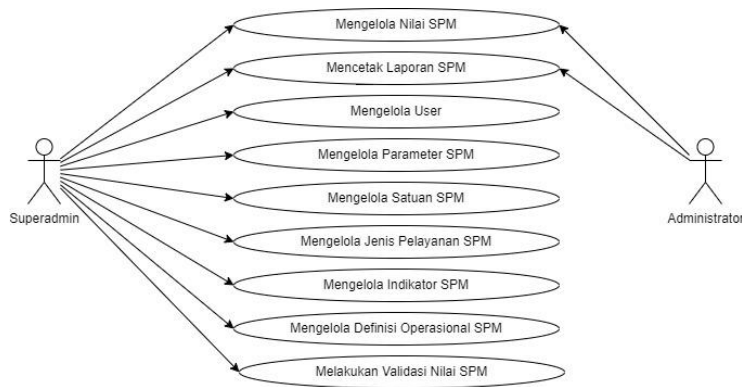 Mengelola Nilai SPM
Mencetak Laporan SPM
Mengelola User
Mengelola Parameter SPM
Mengelola Satuan SPM
Superadmin
Administrator
Mengelola Jenis Pelayanan SPM
Mengelola Indikator SPM
Mengelola Definisi Operasional SPM
Melakukan Validasi Nilai SPM